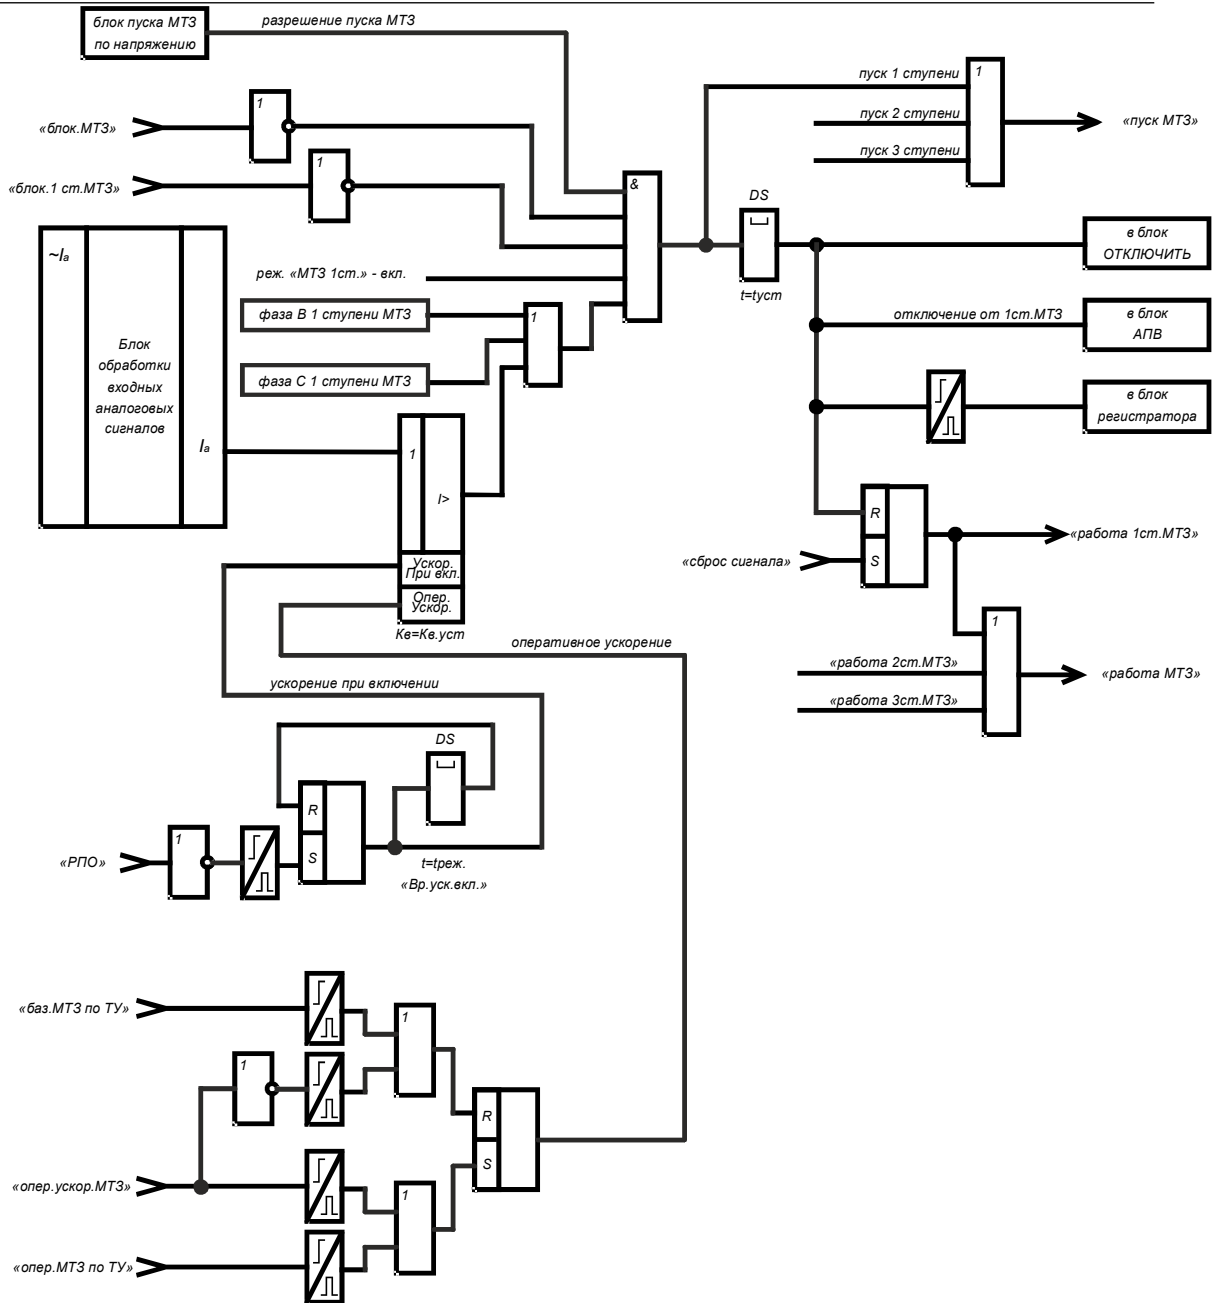 блок пуска МТЗ
по напряжению
разрешение пуска МТЗ
«блок.МТЗ»
1
«блок.1 ст.МТЗ»
1
&
пуск 1 ступени
пуск 2 ступени
пуск 3 ступени
1
«пуск МТЗ»
DS
t=tуст
в блок
ОТКЛЮЧИТЬ
отключение от 1ст.МТЗ
в блок
АПВ
в блок
регистратора
~Iа
Блок
обработки
входных
аналоговых
сигналов
Iа
реж. «МТЗ 1ст.» - вкл.
фаза В 1 ступени МТЗ
фаза С 1 ступени МТЗ
1
1
I>
Ускор.
При вкл.
Опер.
Ускор.
Кв=Кв.уст
R
S
«сброс сигнала»
«работа 1ст.МТЗ»
1
«работа 2ст.МТЗ»
«работа 3ст.МТЗ»
«работа МТЗ»
оперативное ускорение
ускорение при включении
DS
R
S
«РПО»
1
t=tреж.
«Вр.уск.вкл.»
«баз.МТЗ по ТУ»
1
1
R
S
«опер.ускор.МТЗ»
1
«опер.МТЗ по ТУ»